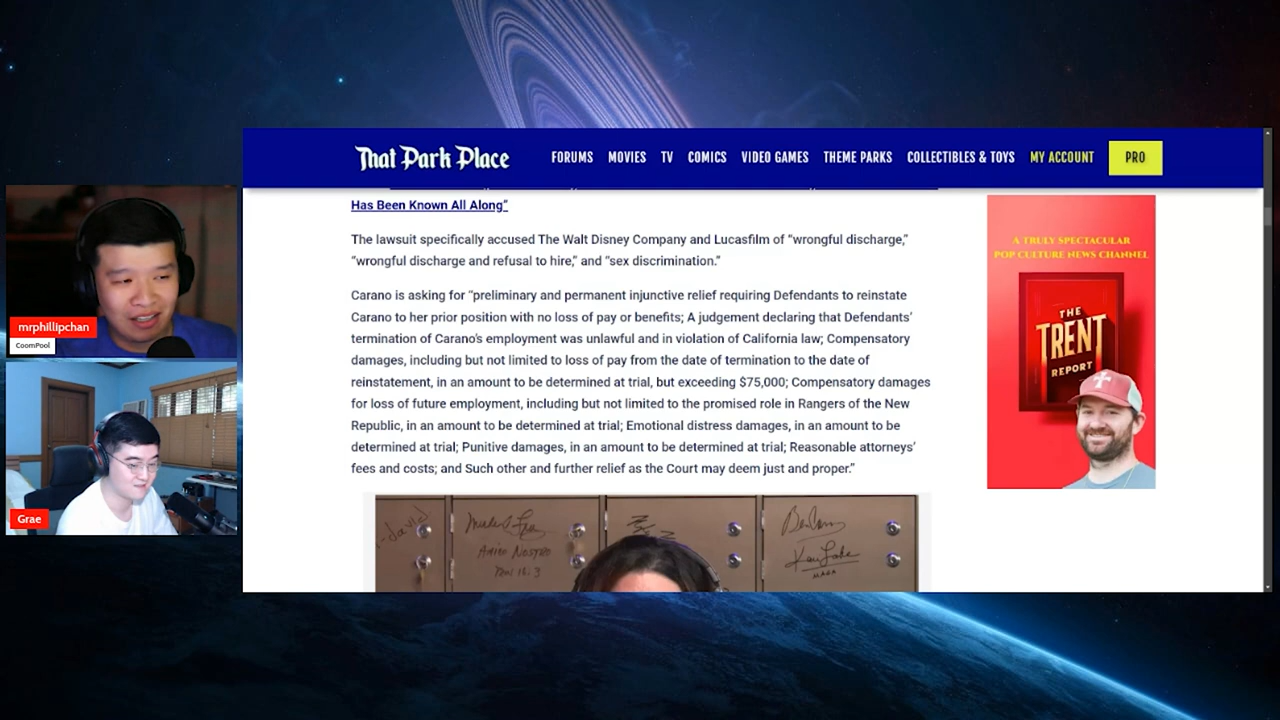 That Park Place
FORUMS MOVIES TV COMICS VIDEO GAMES THEME PARKS COLLECTIBLES & TOYS MY ACCOUNT PRO
Has Been Known All Along”
The lawsuit specifically accused The Walt Disney Company and Lucasfilm of “wrongful discharge,”
“wrongful discharge and refusal to hire,” and “sex discrimination.”
Carano is asking for “preliminary and permanent injunctive relief requiring Defendants to reinstate
Carano to her prior position with no loss of pay or benefits; A judgement declaring that Defendants’
termination of Carano’s employment was unlawful and in violation of California law; Compensatory
damages, including but not limited to loss of pay from the date of termination to the date of
reinstatement, in an amount to be determined at trial, but exceeding $75,000; Compensatory damages
for loss of future employment, including but not limited to the promised role in Rangers of the New
Republic, in an amount to be determined at trial; Emotional distress damages, in an amount to be
determined at trial; Punitive damages, in an amount to be determined at trial; Reasonable attorneys’
fees and costs; and Such other and further relief as the Court may deem just and proper.”
A TRULY SPECTACULAR
POP CULTURE NEWS CHANNEL
THE
TRENT
REPORT
mrphillipchan
CoomPool
Grae
Kari Lake
MAGA